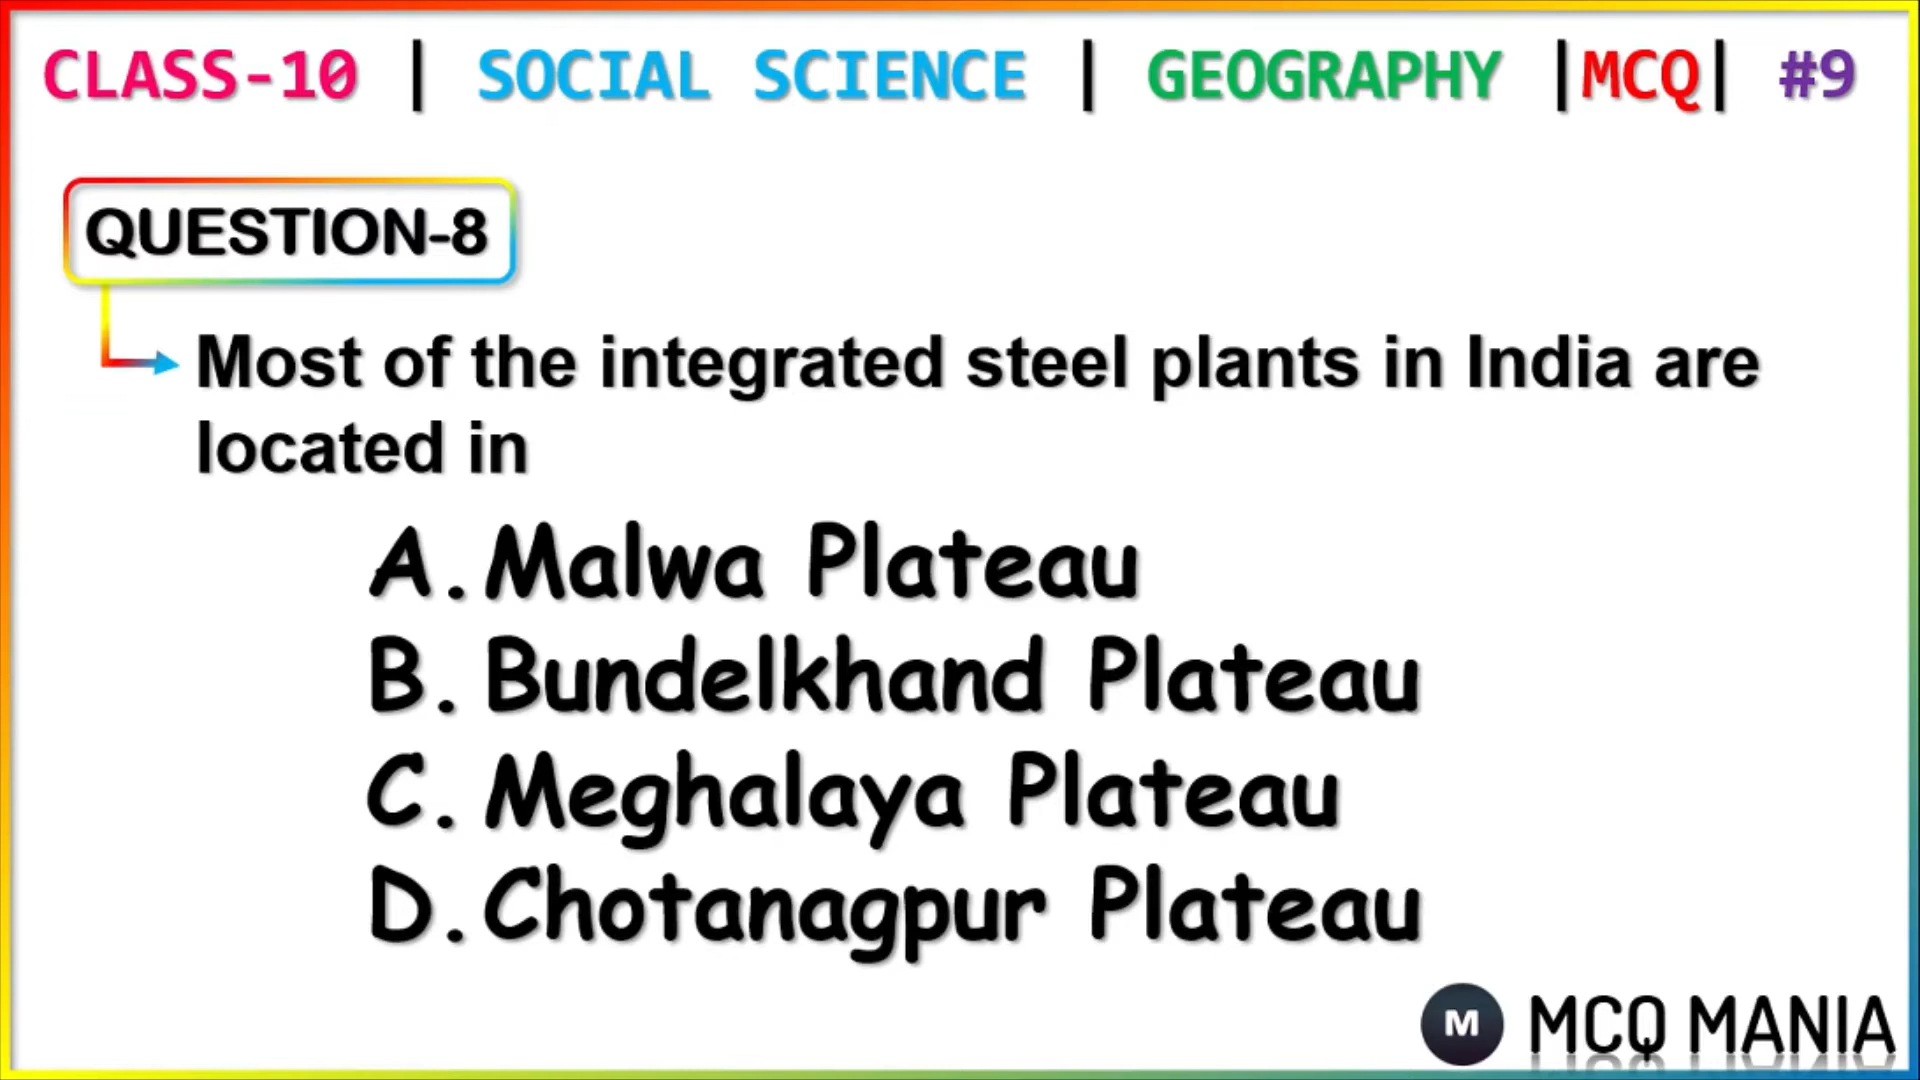 CLASS-10 | SOCIAL SCIENCE | GEOGRAPHY |MCQ| #9
QUESTION-8
Most of the integrated steel plants in India are
located in
A. Malwa Plateau
B. Bundelkhand Plateau
C. Meghalaya Plateau
D. Chotanagpur Plateau
M MCQ MANIA